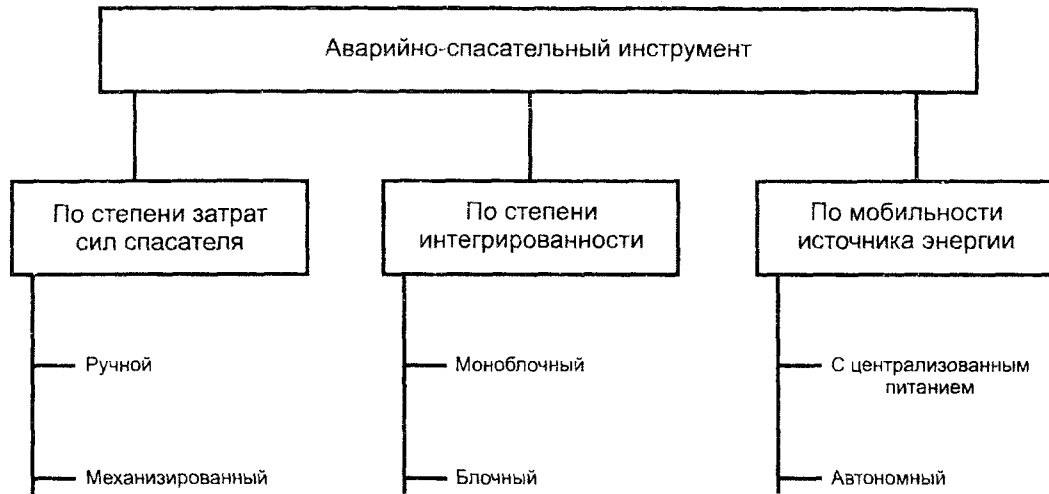 Аварийно-спасательный инструмент
По степени затрат
сил спасателя
По степени
интегрированности
По мобильности
источника энергии
Ручной
Моноблочный
С централизованным
питанием
Механизированный
Блочный
Автономный